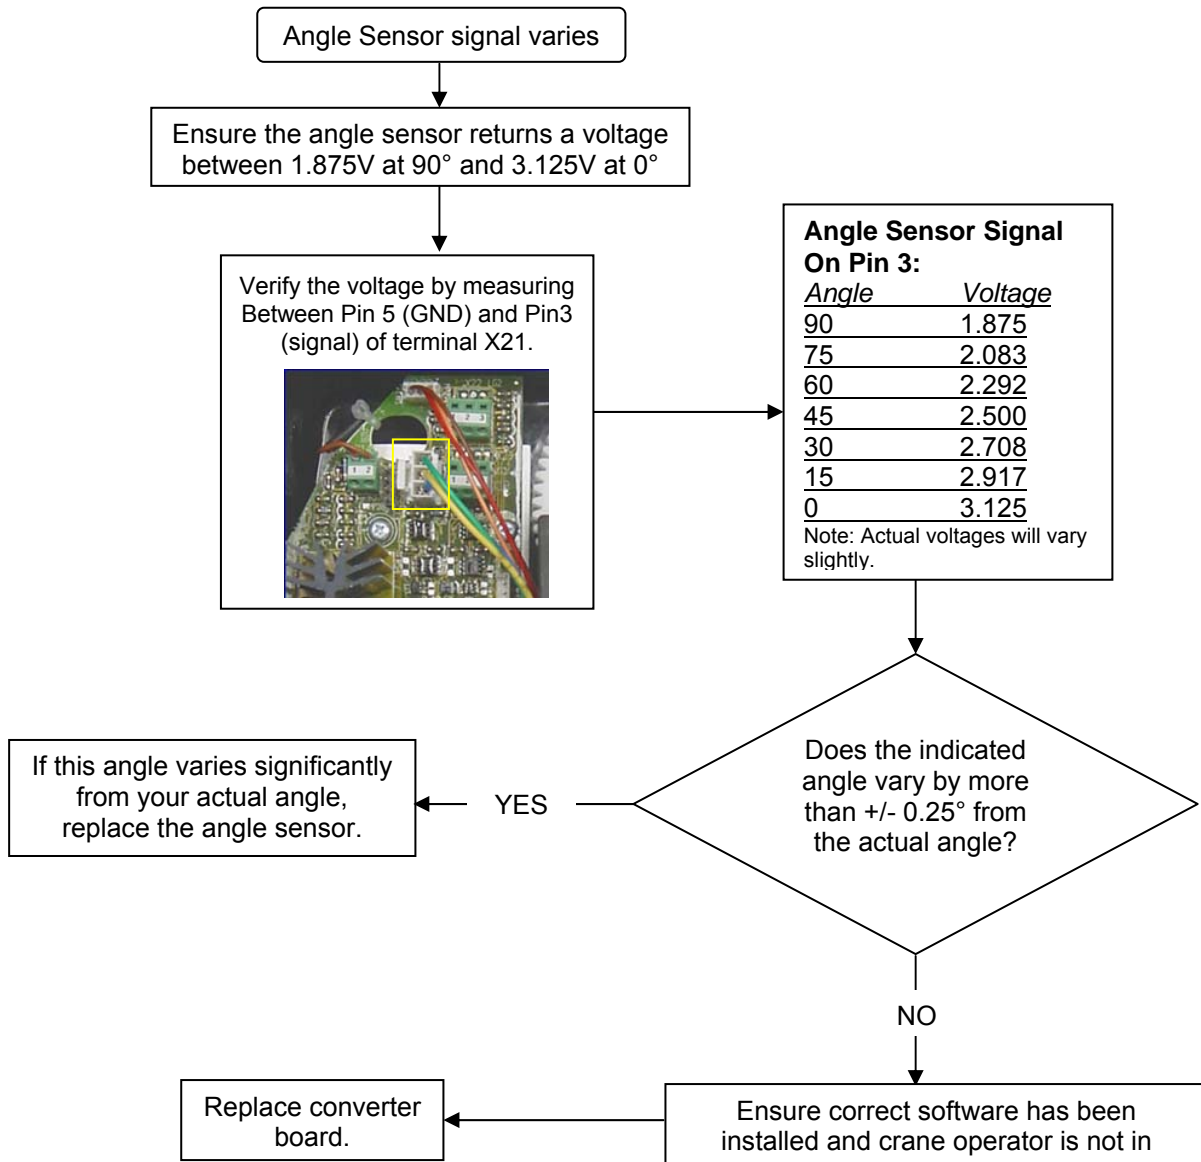 Angle Sensor signal varies
Ensure the angle sensor returns a voltage
between 1.875V at 90° and 3.125V at 0°
Verify the voltage by measuring
Between Pin 5 (GND) and Pin3
(signal) of terminal X21.
1 2 3
1 2
1
Angle Sensor Signal
On Pin 3:
Angle Voltage
90 1.875
75 2.083
60 2.292
45 2.500
30 2.708
15 2.917
0 3.125
Note: Actual voltages will vary
slightly.
Does the indicated
angle vary by more
than +/- 0.25° from
the actual angle?
YES
If this angle varies significantly
from your actual angle,
replace the angle sensor.
NO
Ensure correct software has been
installed and crane operator is not in
Replace converter
board.